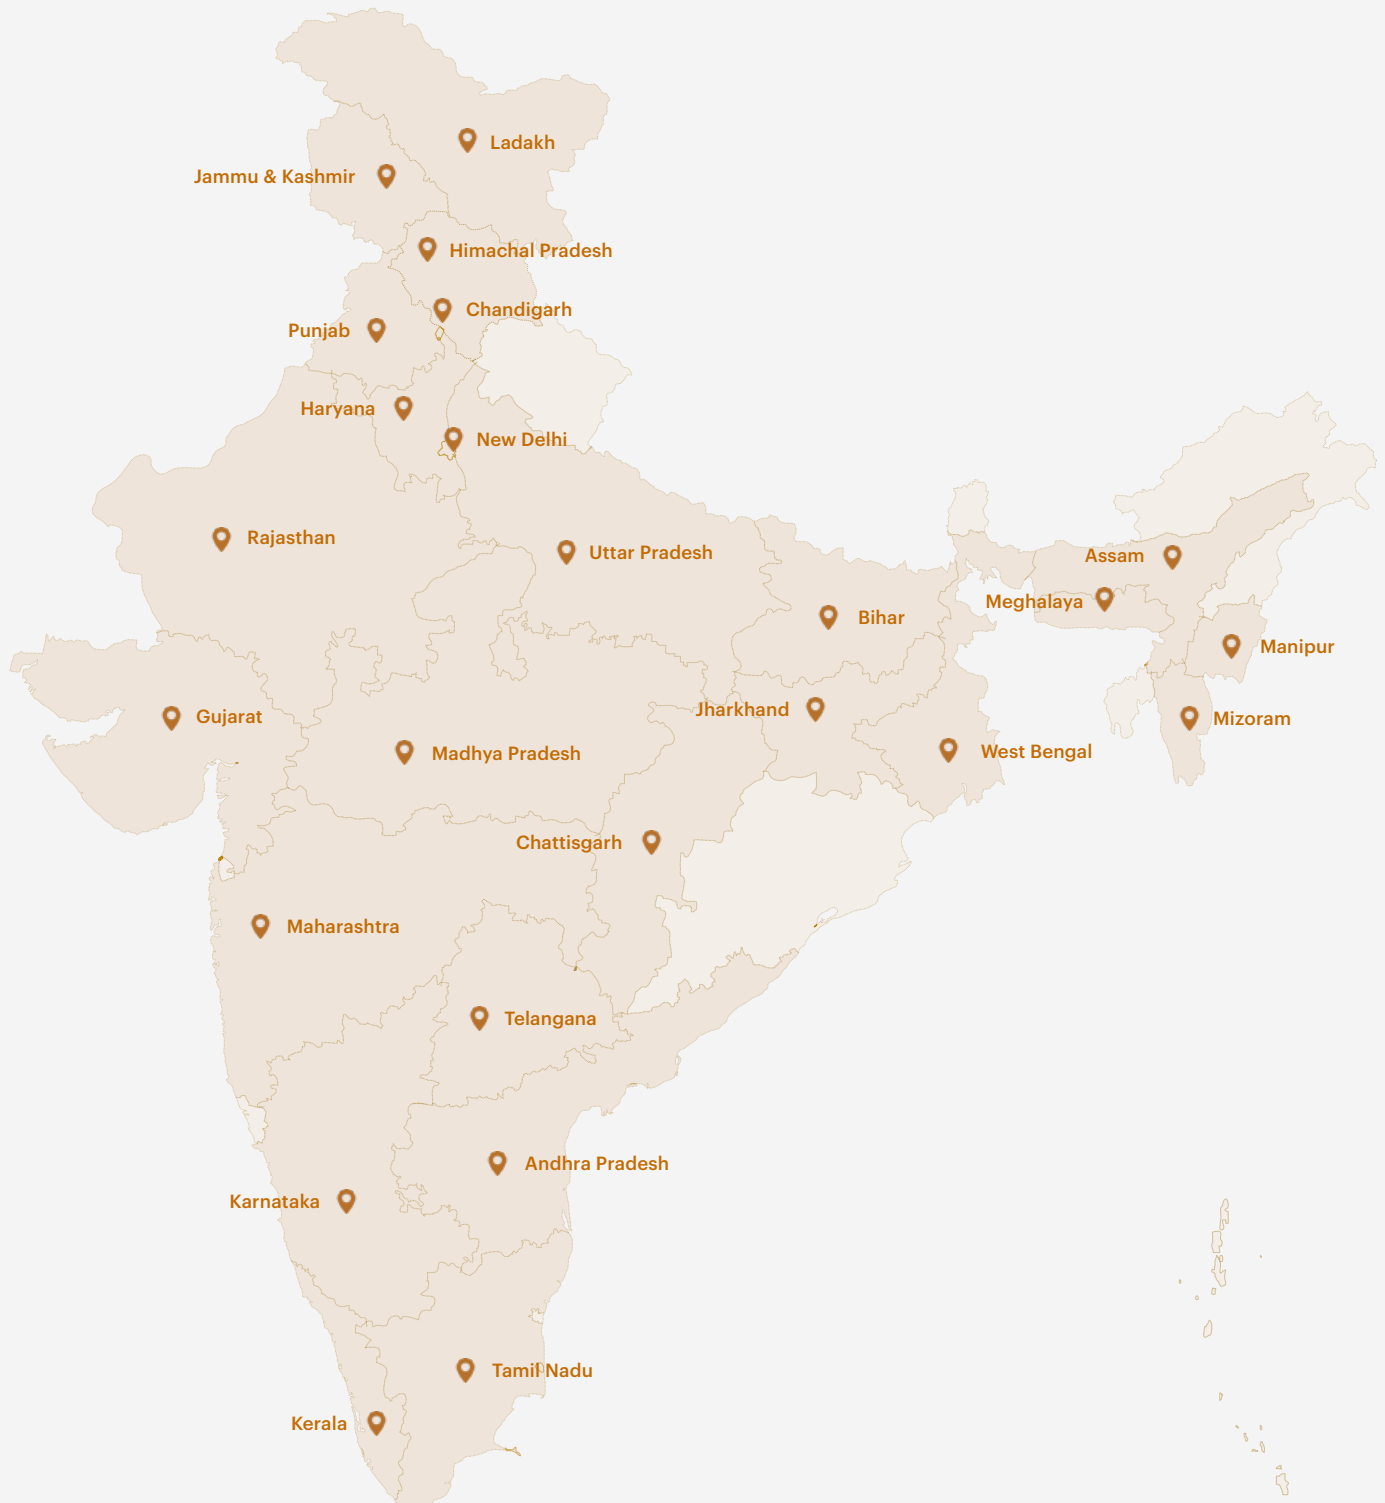 Ladakh
Jammu & Kashmir
Himachal Pradesh
Chandigarh
Punjab
Haryana
New Delhi
Rajasthan
Uttar Pradesh
Assam
Meghalaya
Bihar
Manipur
Jharkhand
Gujarat
Mizoram
Madhya Pradesh
West Bengal
Chattisgarh
Maharashtra
Telangana
Andhra Pradesh
Karnataka
Tamil Nadu
Kerala